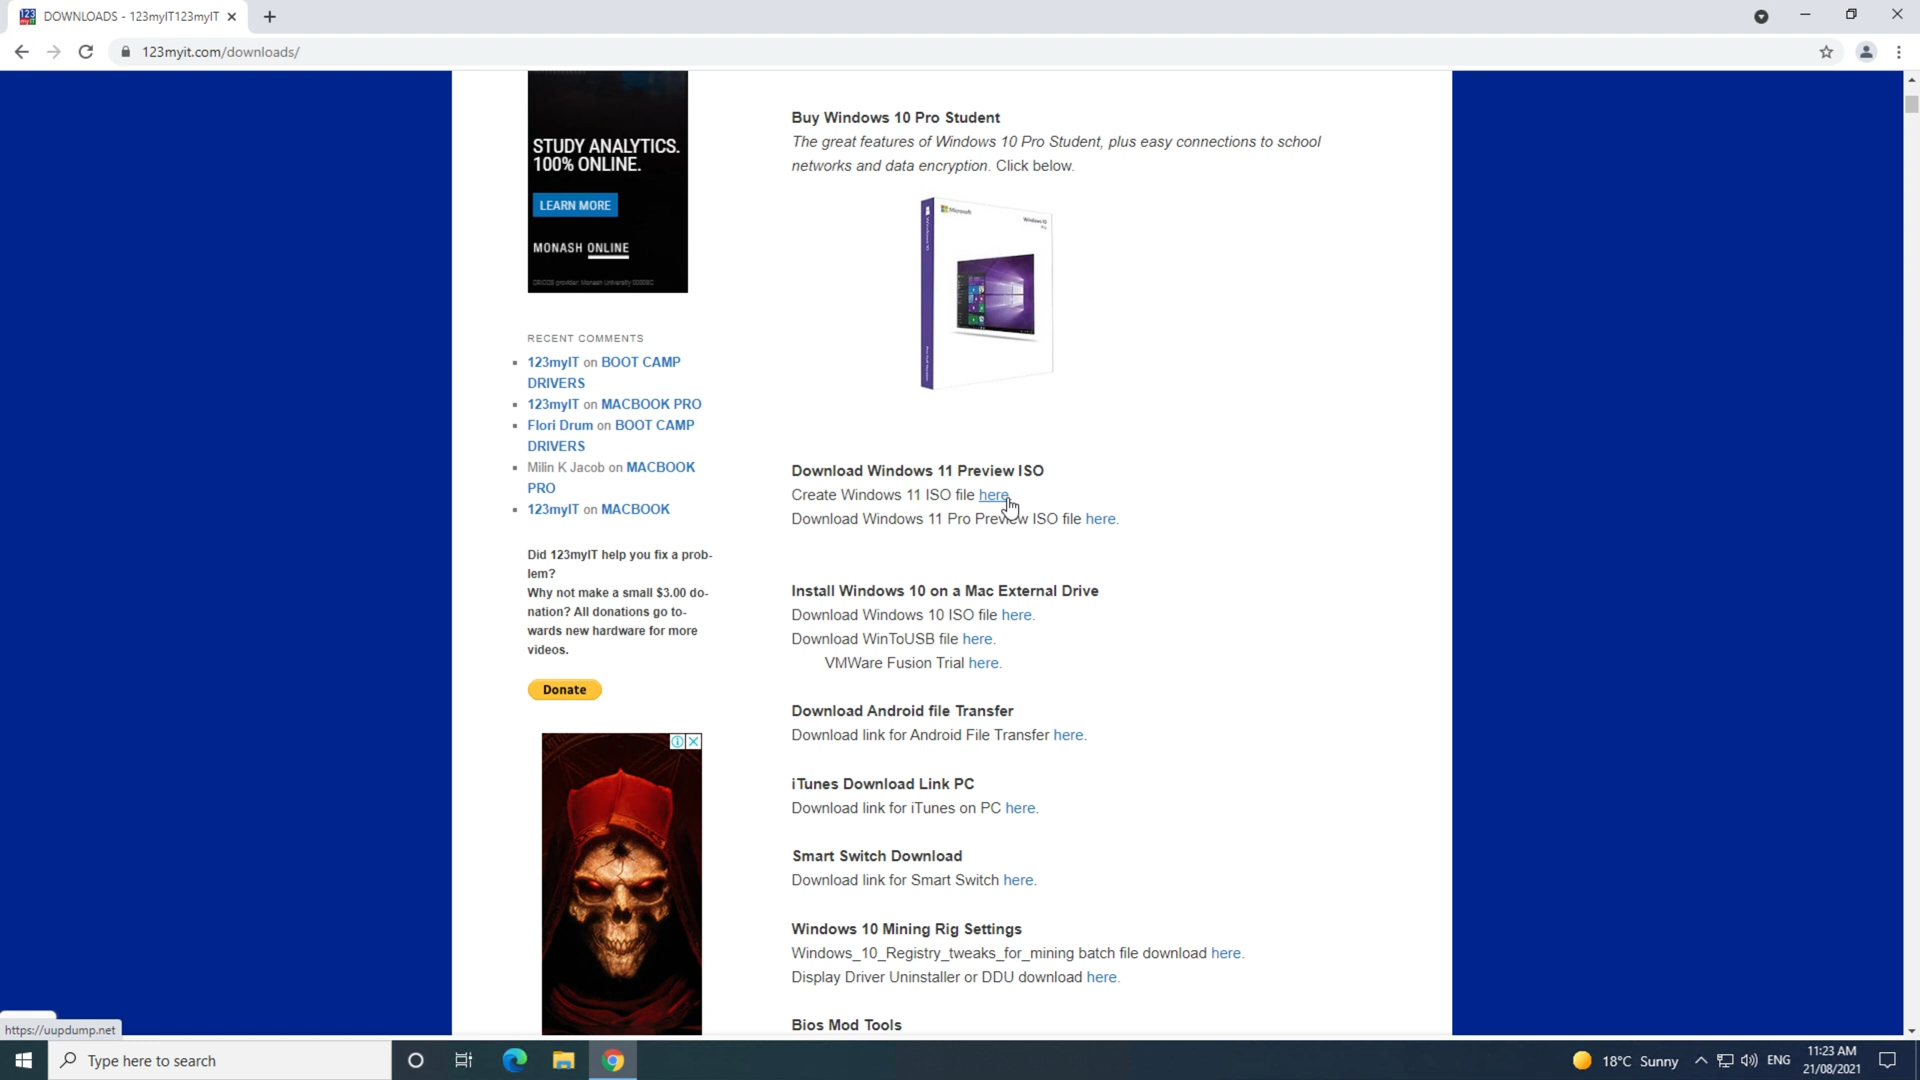 DOWNLOADS - 123myIT123myIT
123myit.com/downloads/
STUDY ANALYTICS.
100% ONLINE.
LEARN MORE
MONASH ONLINE
RECENT COMMENTS
123myIT on BOOT CAMP
DRIVERS
123myIT on MACBOOK PRO
Flori Drum on BOOT CAMP
DRIVERS
Milin K Jacob on MACBOOK
PRO
123myIT on MACBOOK
Did 123myIT help you fix a prob-
lem?
Why not make a small $3.00 do-
nation? All donations go to-
wards new hardware for more
videos.
Donate
Buy Windows 10 Pro Student
The great features of Windows 10 Pro Student, plus easy connections to school
networks and data encryption. Click below.
Microsoft
Windows 10
Download Windows 11 Preview ISO
Create Windows 11 ISO file here.
Download Windows 11 Pro Preview ISO file here.
Install Windows 10 on a Mac External Drive
Download Windows 10 ISO file here.
Download WinToUSB file here.
VMWare Fusion Trial here.
Download Android file Transfer
Download link for Android File Transfer here.
iTunes Download Link PC
Download link for iTunes on PC here.
Smart Switch Download
Download link for Smart Switch here.
Windows 10 Mining Rig Settings
Windows_10_Registry_tweaks_for_mining batch file download here.
Display Driver Uninstaller or DDU download here.
Bios Mod Tools
https://uupdump.net
Type here to search
18°C Sunny
ENG
11:23 AM
21/08/2021